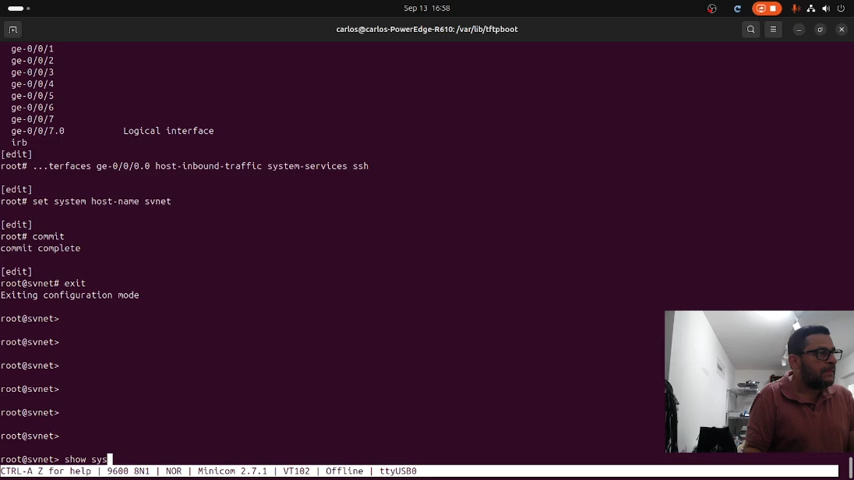 Sep 13 16:58
carlos@carlos-PowerEdge-R610: /var/lib/tftpboot
ge-0/0/1
ge-0/0/2
ge-0/0/3
ge-0/0/4
ge-0/0/5
ge-0/0/6
ge-0/0/7
ge-0/0/7.0 Logical interface
irb
[edit]
root# ...terfaces ge-0/0/0.0 host-inbound-traffic system-services ssh
[edit]
root# set system host-name svnet
[edit]
root# commit
commit complete
[edit]
root@svnet# exit
Exiting configuration mode
root@svnet>
root@svnet>
root@svnet>
root@svnet>
root@svnet>
root@svnet>
root@svnet> show sys
CTRL-A Z for help | 9600 8N1 | NOR | Minicom 2.7.1 | VT102 | Offline | ttyUSB0